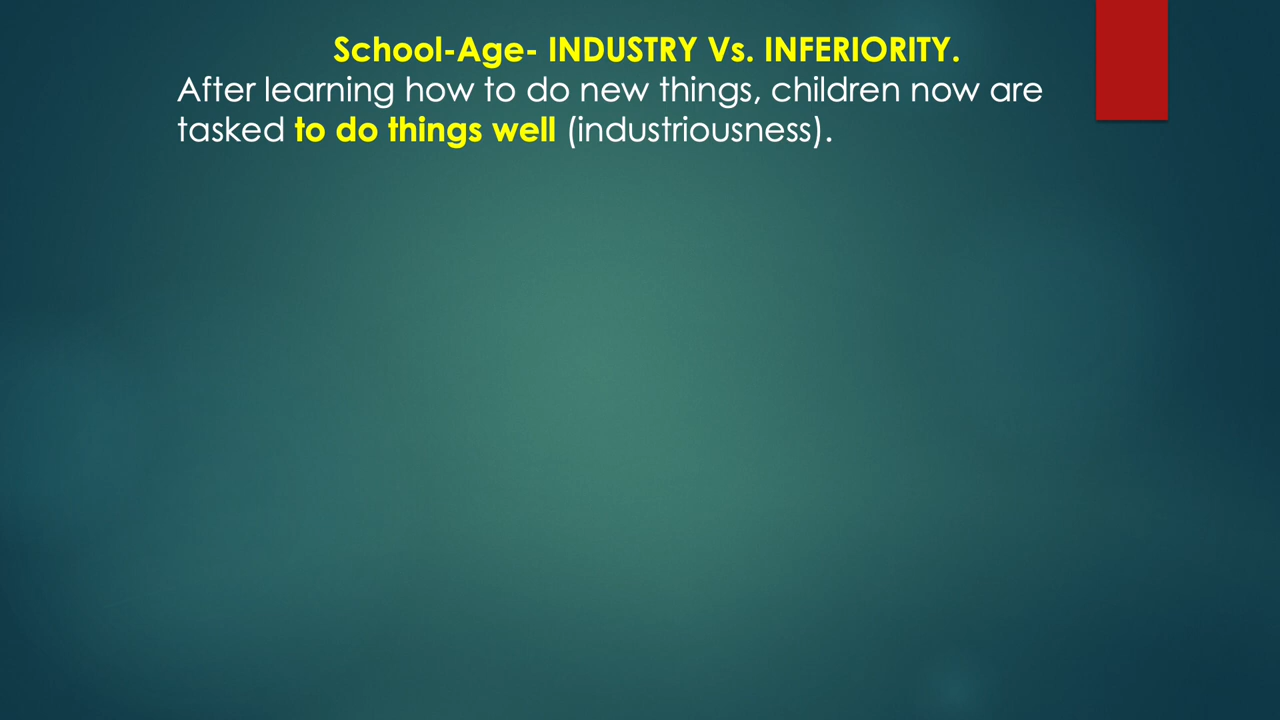 School-Age- INDUSTRY Vs. INFERIORITY.
After learning how to do new things, children now are
tasked to do things well (industriousness).